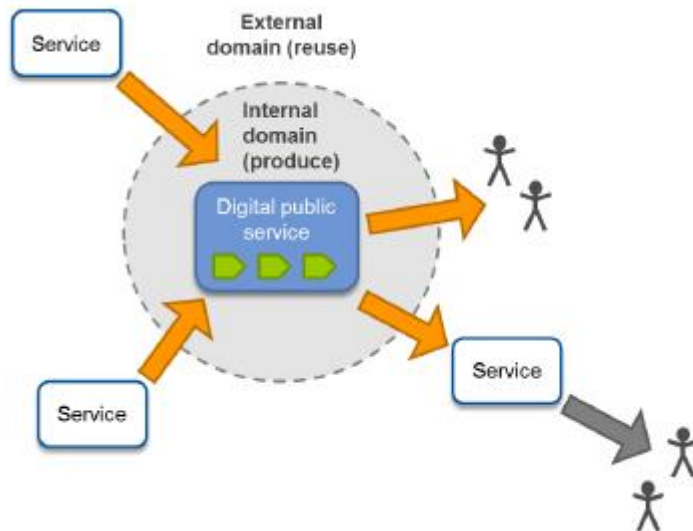 Service
External
domain (reuse)
Internal
domain
(produce)
Digital public
service
Service
Service